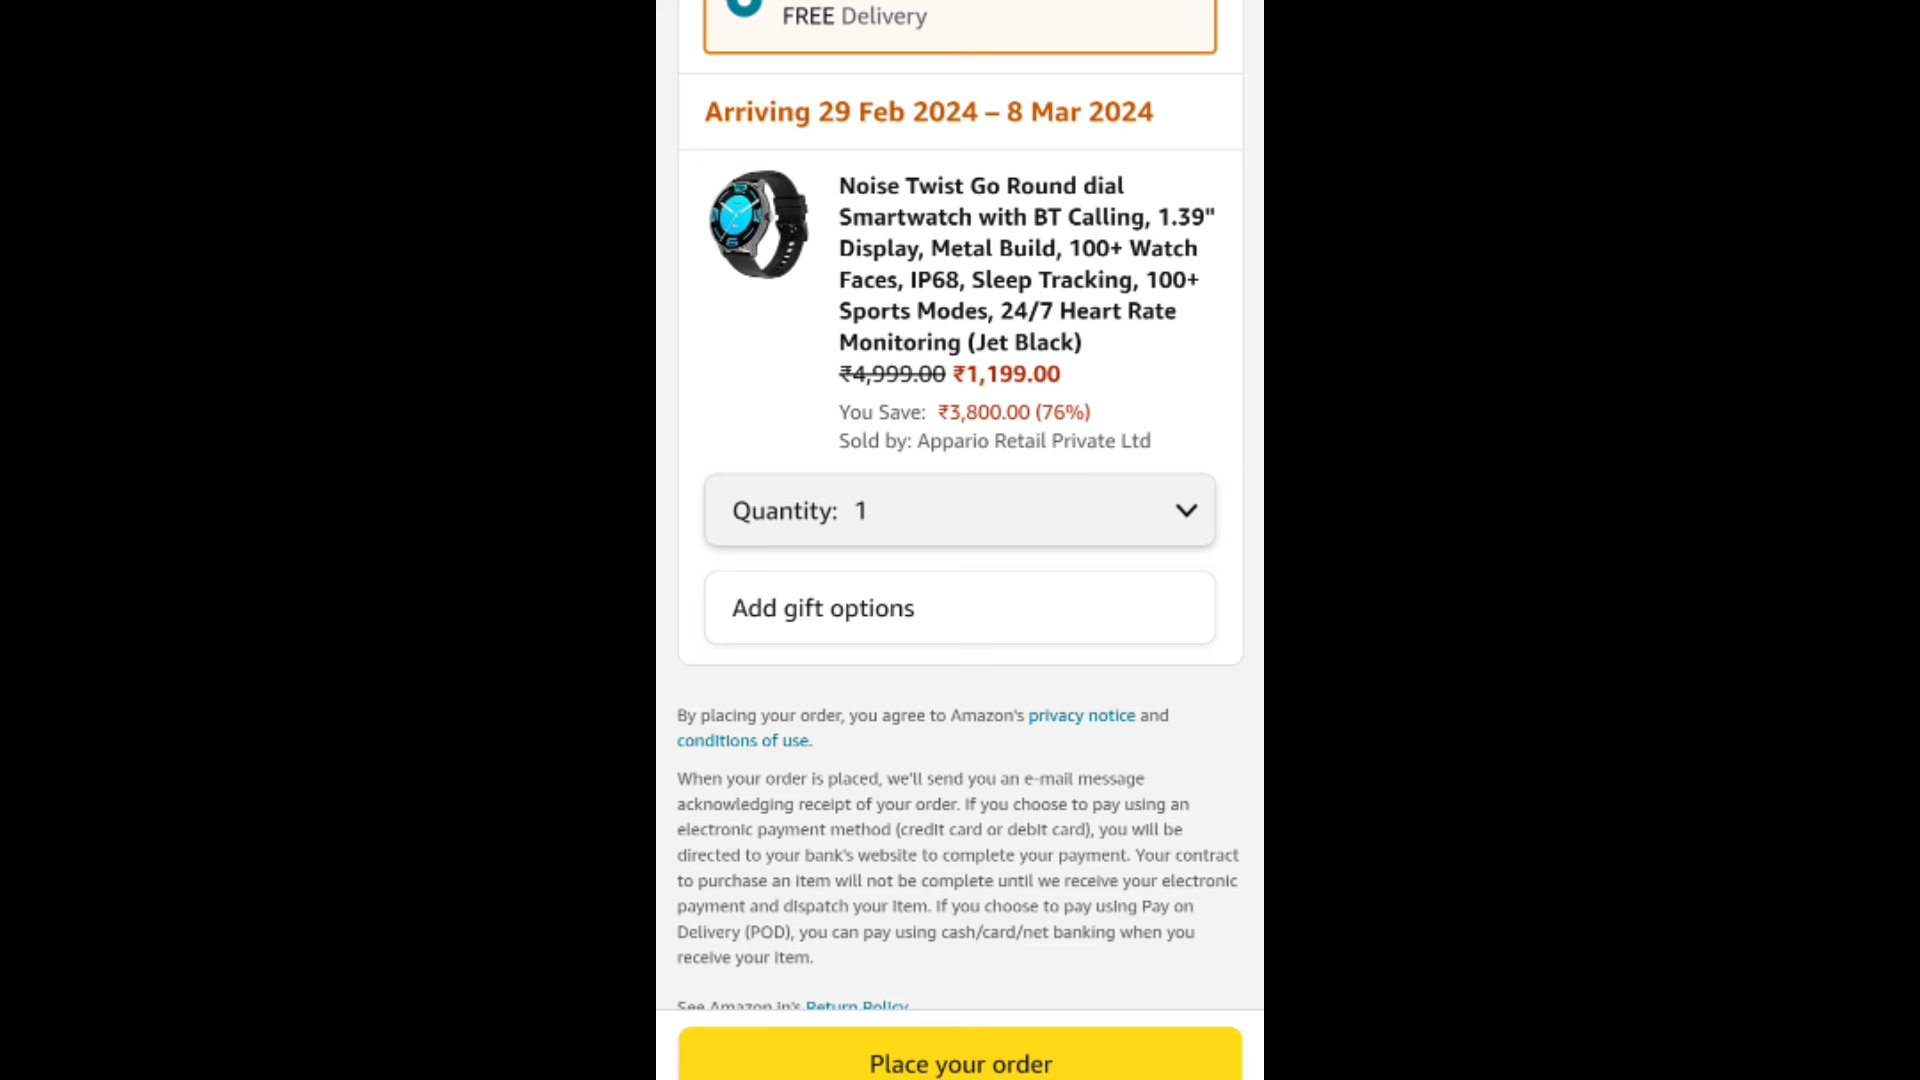 FREE Delivery
Arriving 29 Feb 2024 – 8 Mar 2024
Noise Twist Go Round dial
Smartwatch with BT Calling, 1.39"
Display, Metal Build, 100+ Watch
Faces, IP68, Sleep Tracking, 100+
Sports Modes, 24/7 Heart Rate
Monitoring (Jet Black)
₹4,999.00 ₹1,199.00
You Save: ₹3,800.00 (76%)
Sold by: Appario Retail Private Ltd
Quantity: 1
Add gift options
By placing your order, you agree to Amazon's privacy notice and
conditions of use.
When your order is placed, we'll send you an e-mail message
acknowledging receipt of your order. If you choose to pay using an
electronic payment method (credit card or debit card), you will be
directed to your bank's website to complete your payment. Your contract
to purchase an item will not be complete until we receive your electronic
payment and dispatch your item. If you choose to pay using Pay on
Delivery (POD), you can pay using cash/card/net banking when you
receive your item.
See Amazon.in's Return Policy
Place your order